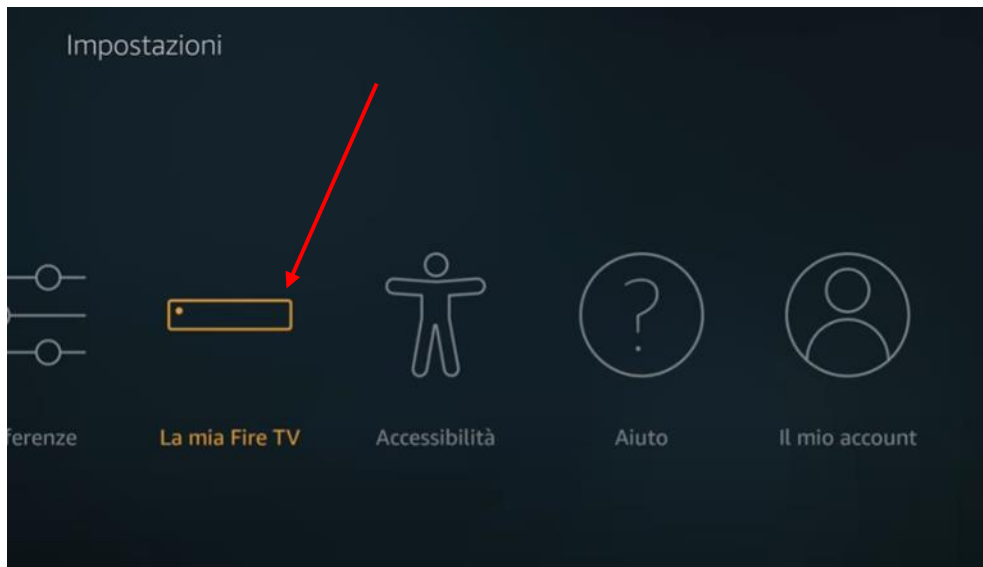 Impostazioni
ferenze
La mia Fire TV
Accessibilità
Aiuto
Il mio account